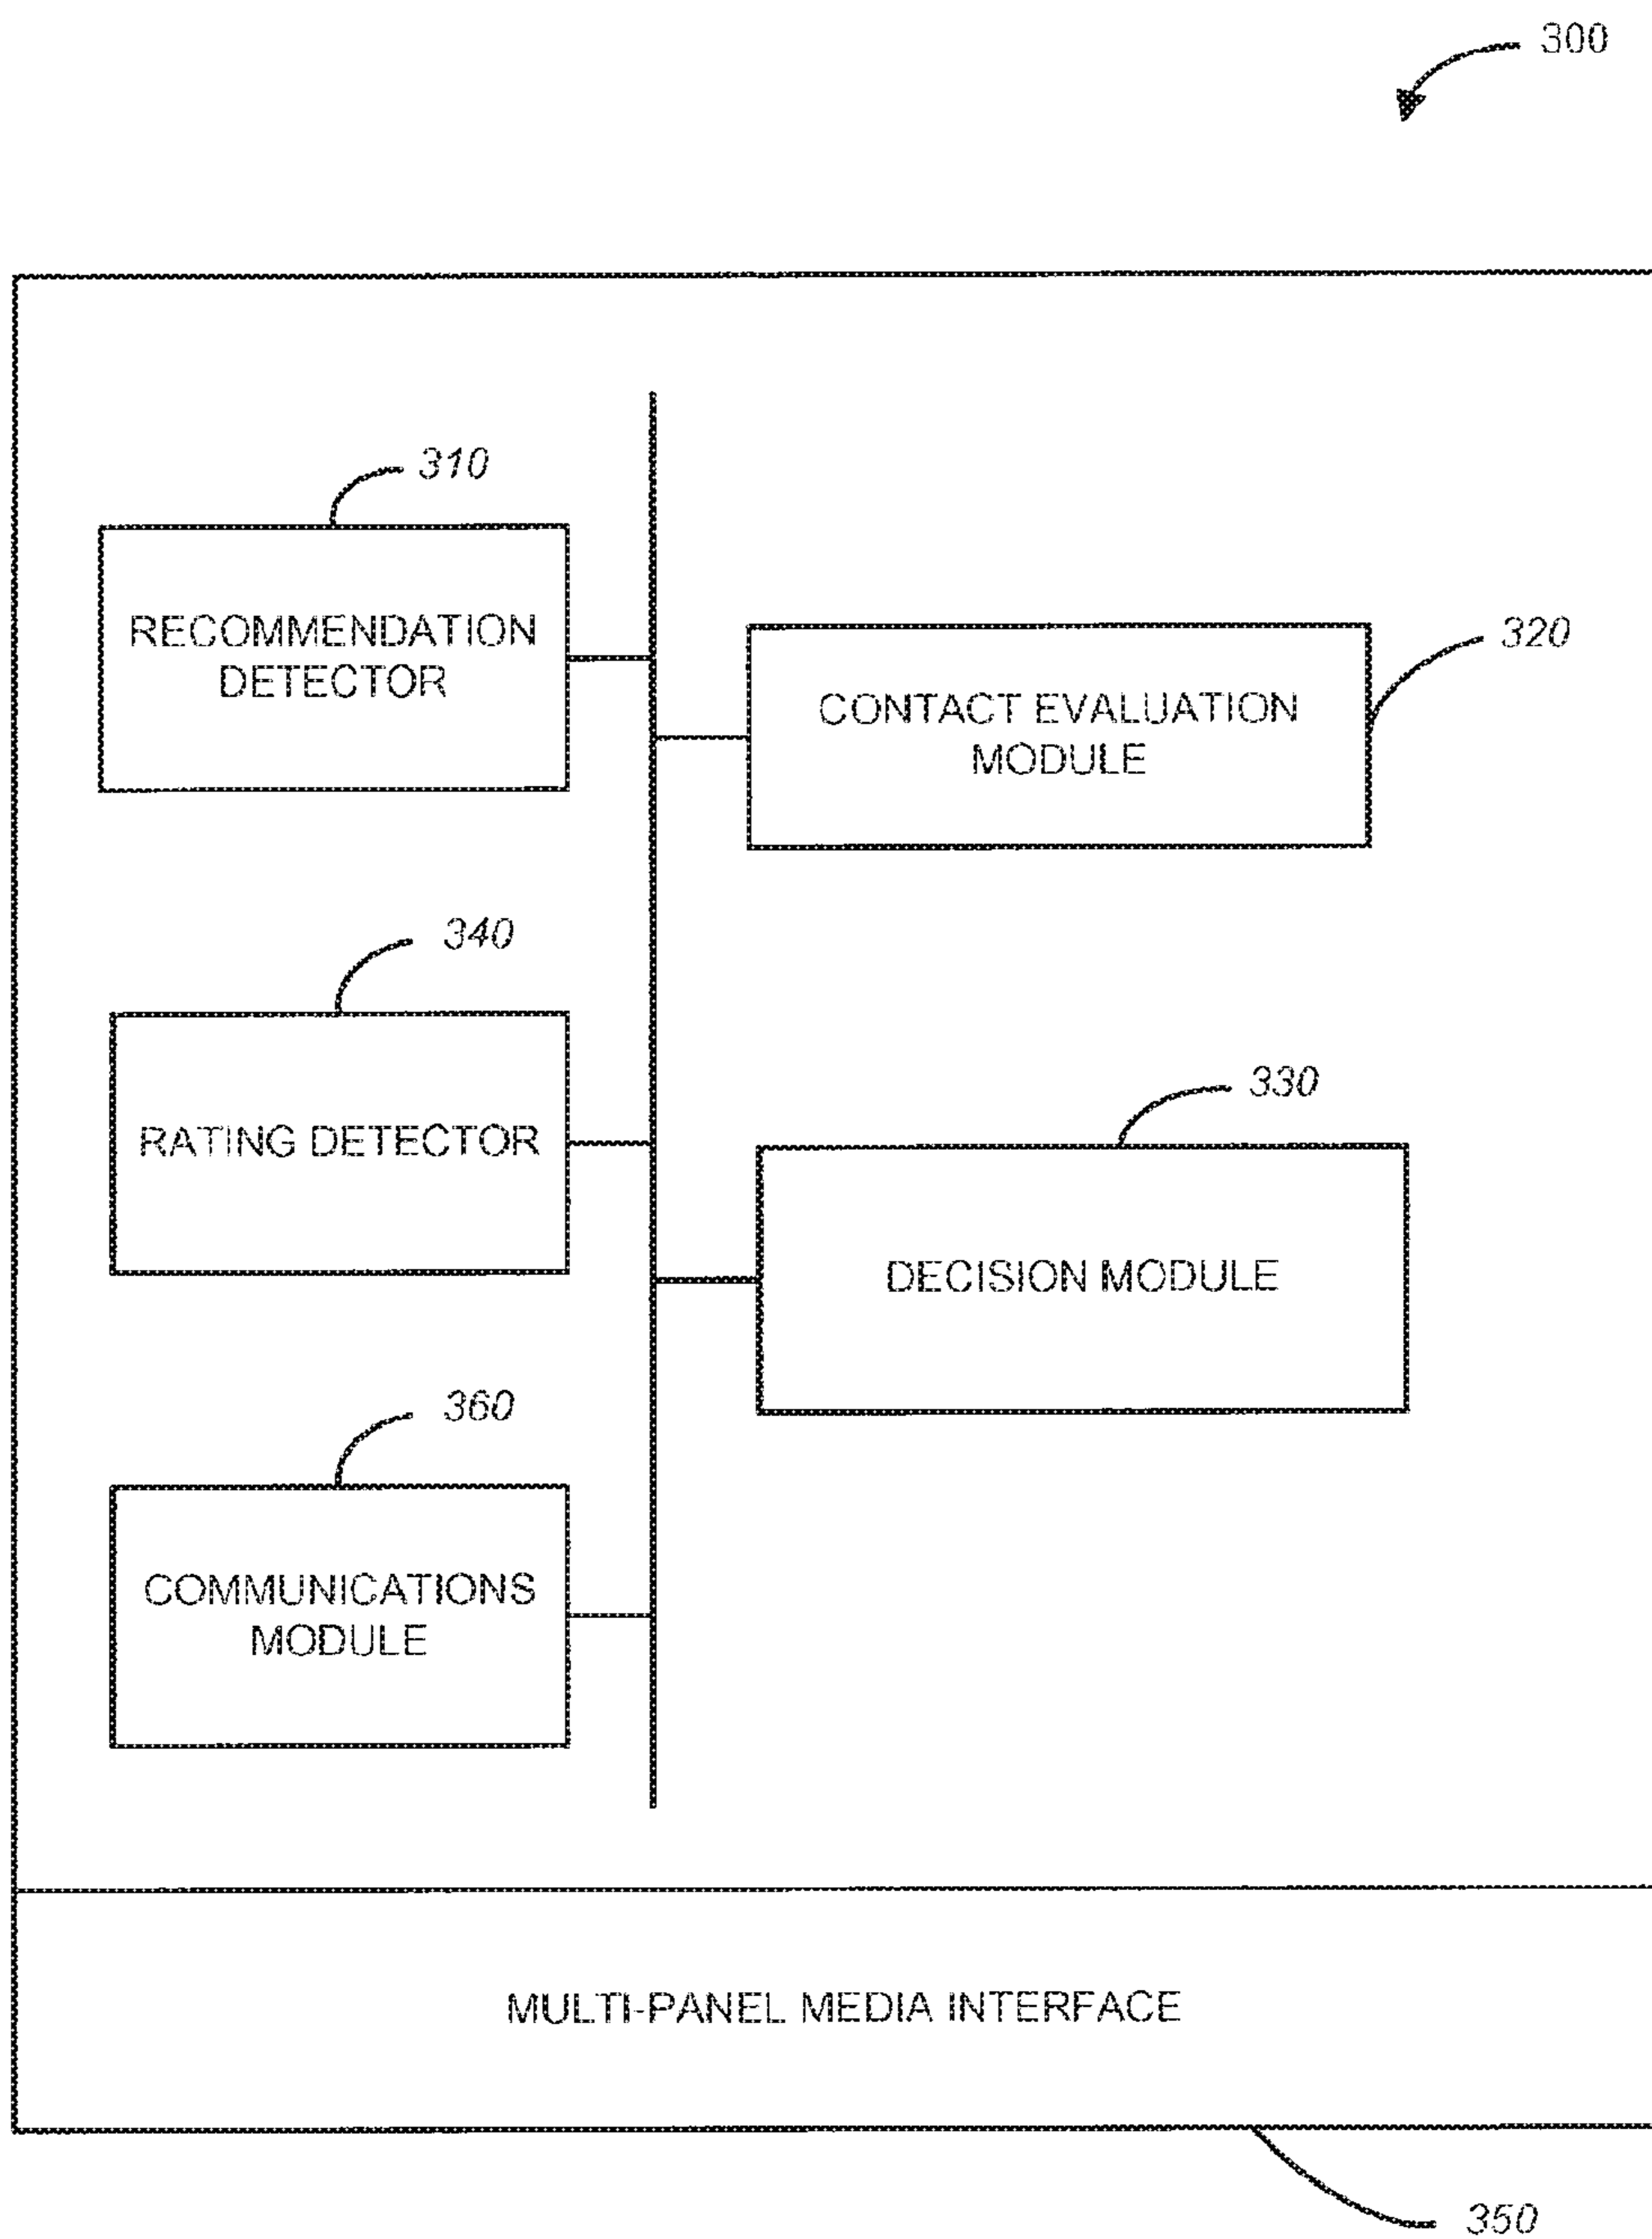 300
310
RECOMMENDATION
DETECTOR
320
CONTACT EVALUATION
MODULE
340
RATING DETECTOR
330
DECISION MODULE
360
COMMUNICATIONS
MODULE
MULTI-PANEL MEDIA INTERFACE
350